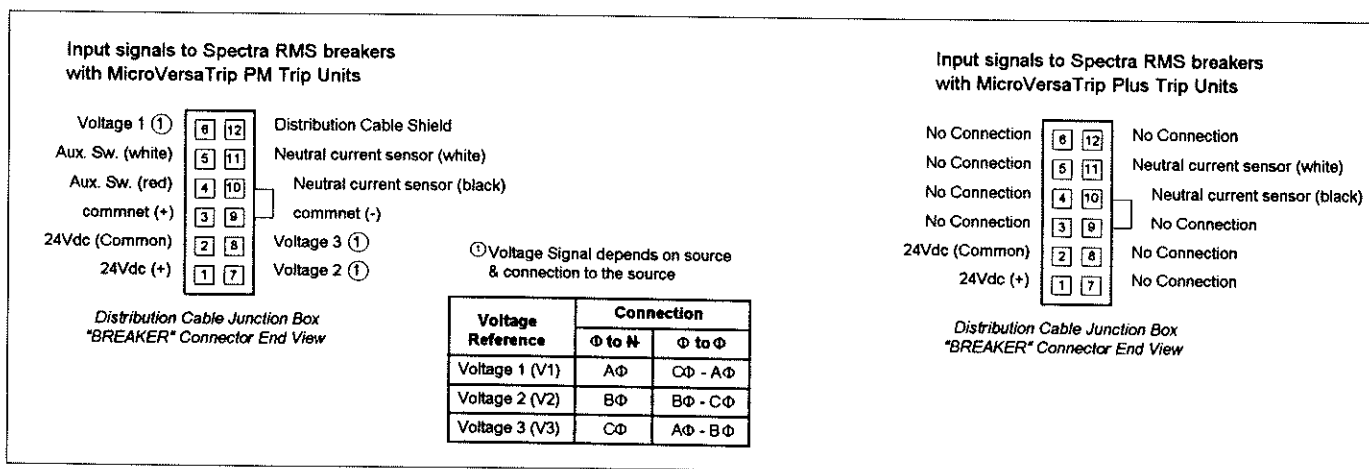 Input signals to Spectra RMS breakers
with MicroVersaTrip PM Trip Units
Voltage 1 ① 6 12 Distribution Cable Shield
Aux. Sw. (white) 5 11 Neutral current sensor (white)
Aux. Sw. (red) 4 10 Neutral current sensor (black)
commnet (+) 3 9 commnet (-)
24Vdc (Common) 2 8 Voltage 3 ①
24Vdc (+) 1 7 Voltage 2 ①
Distribution Cable Junction Box
"BREAKER" Connector End View
①Voltage Signal depends on source
& connection to the source
Voltage Reference Connection
Φ to N Φ to Φ
Voltage 1 (V1) AΦ CΦ - AΦ
Voltage 2 (V2) BΦ BΦ - CΦ
Voltage 3 (V3) CΦ AΦ - BΦ
Input signals to Spectra RMS breakers
with MicroVersaTrip Plus Trip Units
No Connection 6 12 No Connection
No Connection 5 11 Neutral current sensor (white)
No Connection 4 10 Neutral current sensor (black)
No Connection 3 9 No Connection
24Vdc (Common) 2 8 No Connection
24Vdc (+) 1 7 No Connection
Distribution Cable Junction Box
"BREAKER" Connector End View